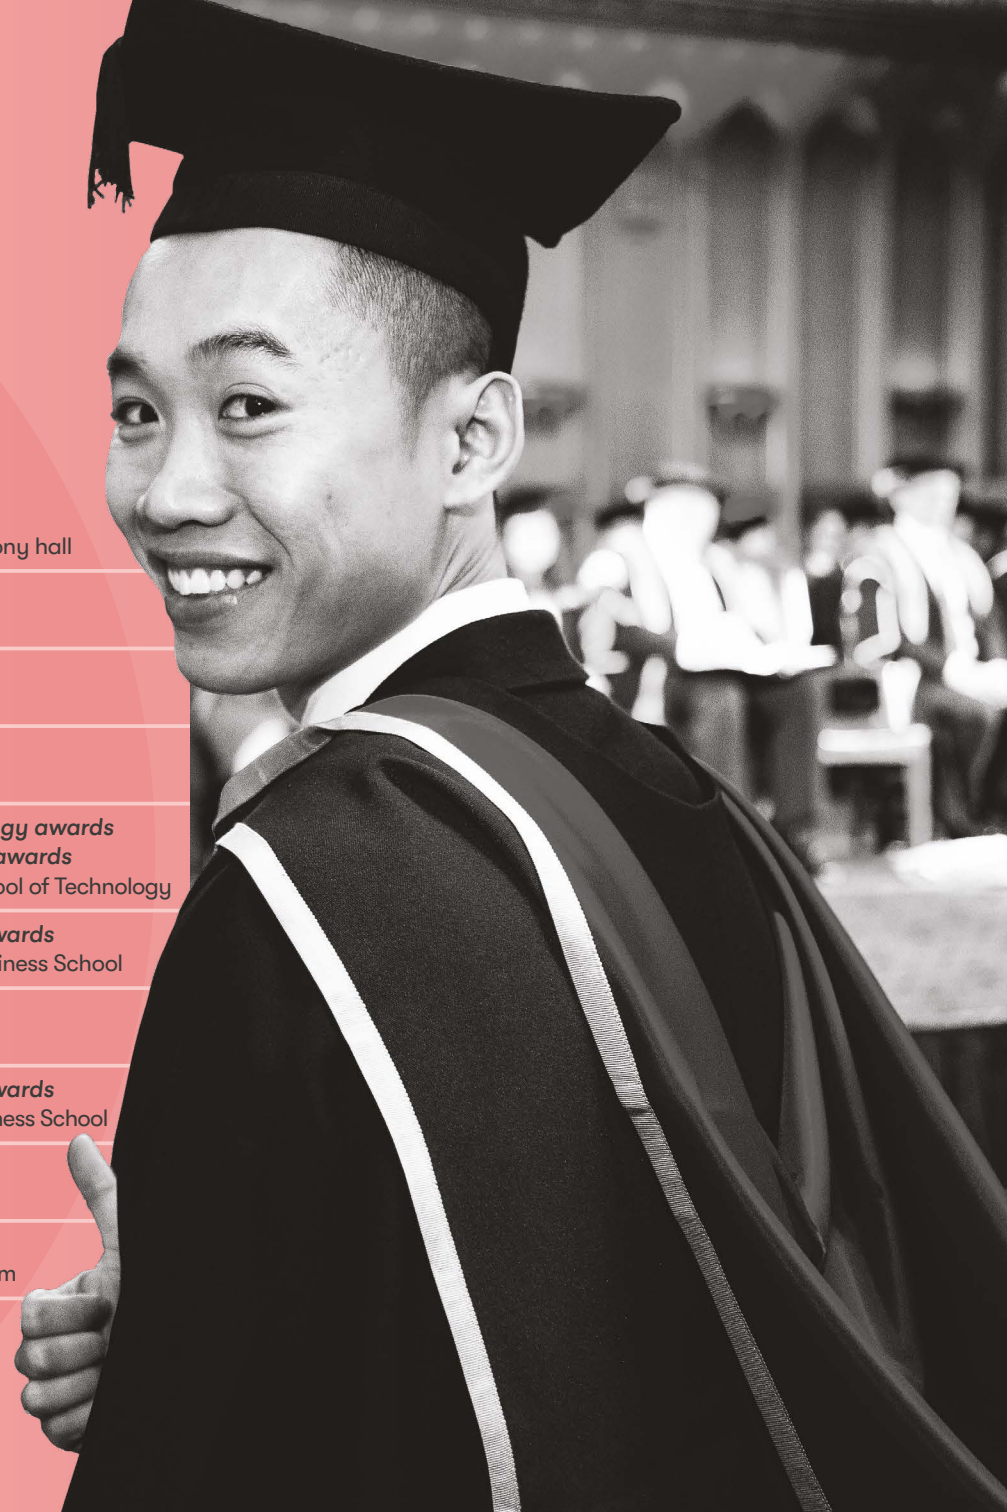 ony hall
gy awards
awards
ool of Technology
wards
iness School
wards
ness School
m